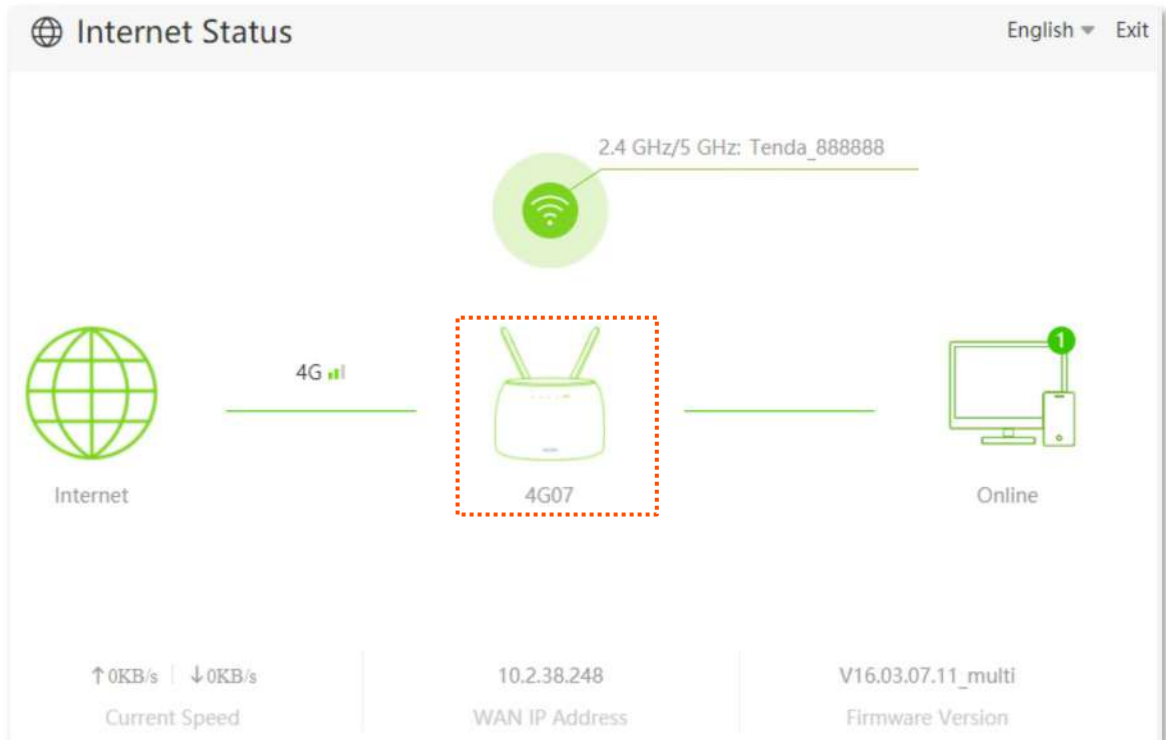 Internet Status
English Exit
2.4 GHz/5 GHz: Tenda_888888
4G
1
Internet
4G07
Online
↑0KB/s ↓0KB/s
10.2.38.248
V16.03.07.11_multi
Current Speed
WAN IP Address
Firmware Version